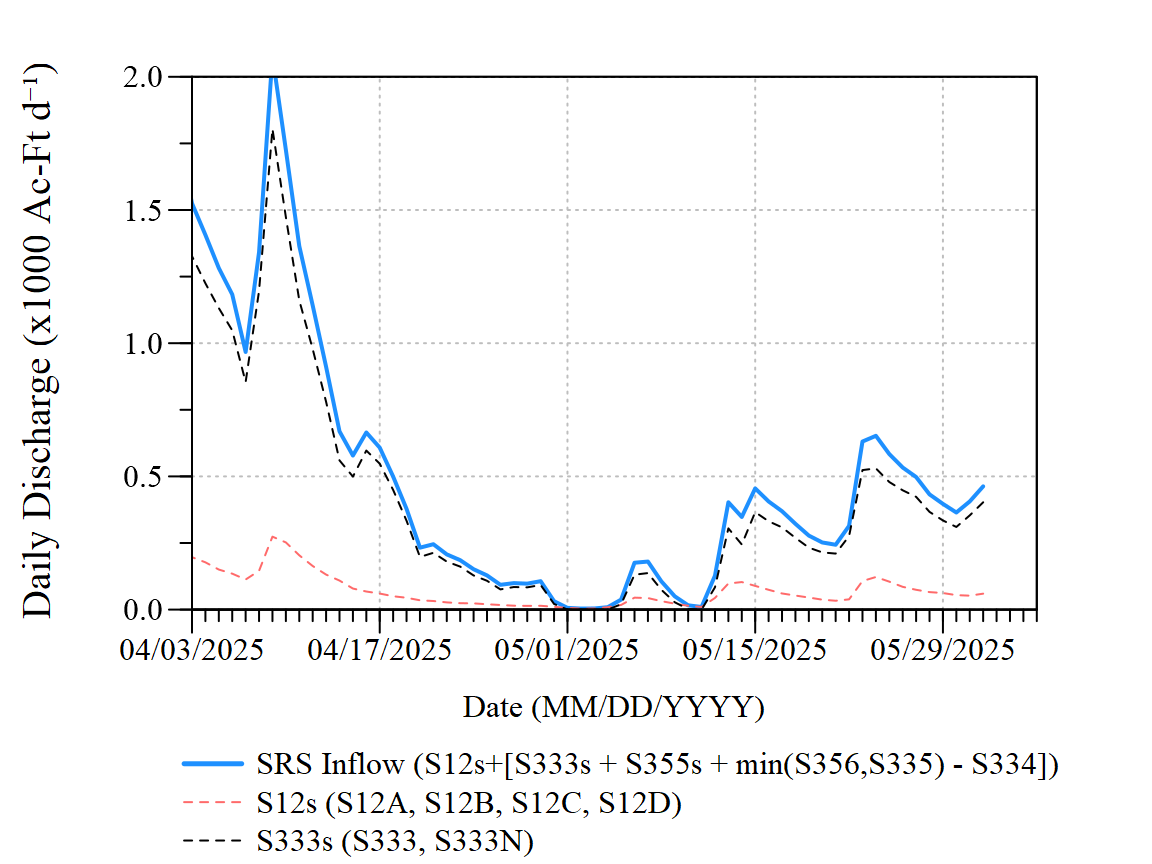 Daily Discharge (x1000 Ac-Ft d⁻¹)
2.0
1.5
1.0
0.5
0.0
04/03/2025 04/17/2025 05/01/2025 05/15/2025 05/29/2025
Date (MM/DD/YYYY)
SRS Inflow (S12s+[S333s + S355s + min(S356,S335) - S334])
S12s (S12A, S12B, S12C, S12D)
S333s (S333, S333N)